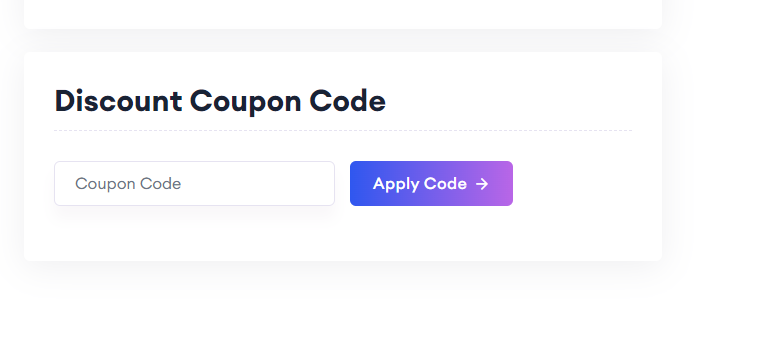 Discount Coupon Code
Coupon Code
Apply Code →